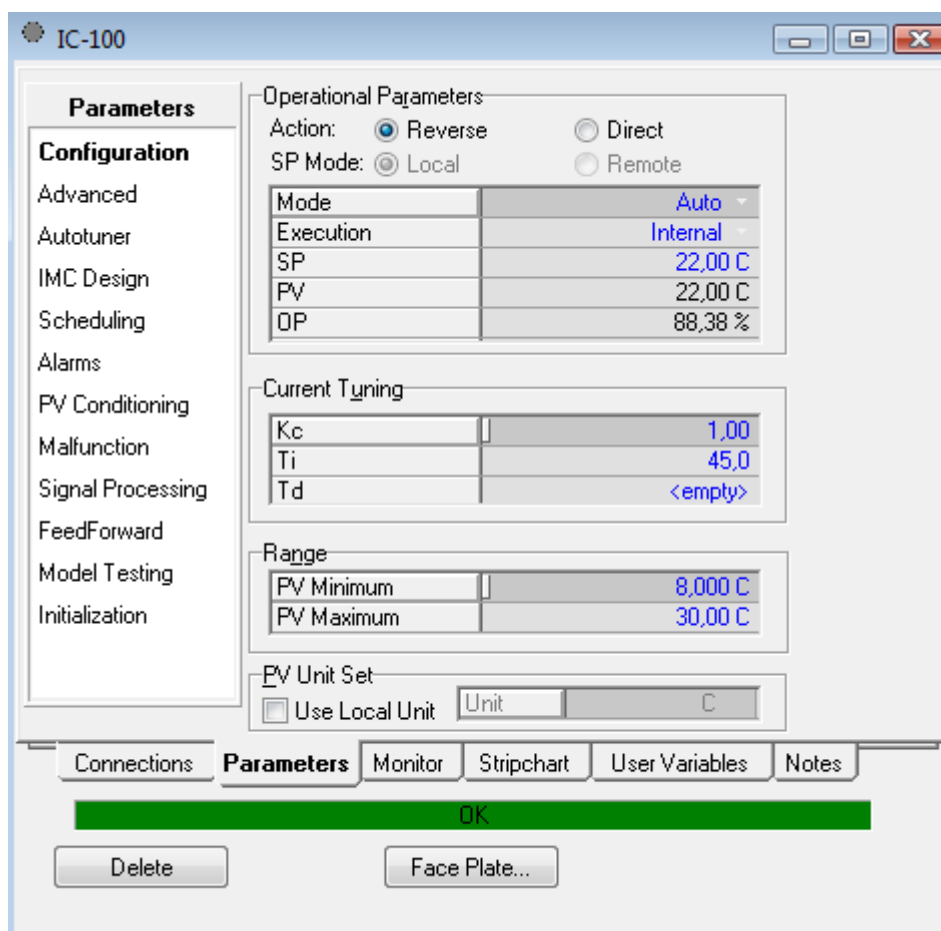 IC-100
Parameters
Configuration
Advanced
Autotuner
IMC Design
Scheduling
Alarms
PV Conditioning
Malfunction
Signal Processing
FeedForward
Model Testing
Initialization
Operational Parameters
Action: Reverse Direct
SP Mode: Local Remote
Mode Auto
Execution Internal
SP 22,00 C
PV 22,00 C
OP 88,38 %
Current Tuning
Kc 1,00
Ti 45,0
Td <empty>
Range
PV Minimum 8,000 C
PV Maximum 30,00 C
PV Unit Set
Use Local Unit Unit C
Connections Parameters Monitor Stripchart User Variables Notes
OK
Delete Face Plate...